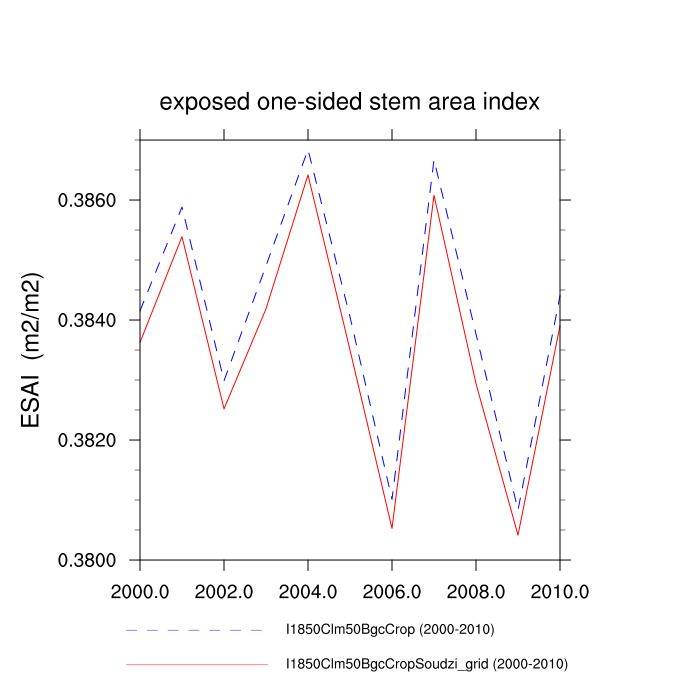 exposed one-sided stem area index
ESAI (m2/m2)
0.3860
0.3840
0.3820
0.3800
2000.0 2002.0 2004.0 2006.0 2008.0 2010.0
I1850Clm50BgcCrop (2000-2010)
I1850Clm50BgcCropSoudzi_grid (2000-2010)